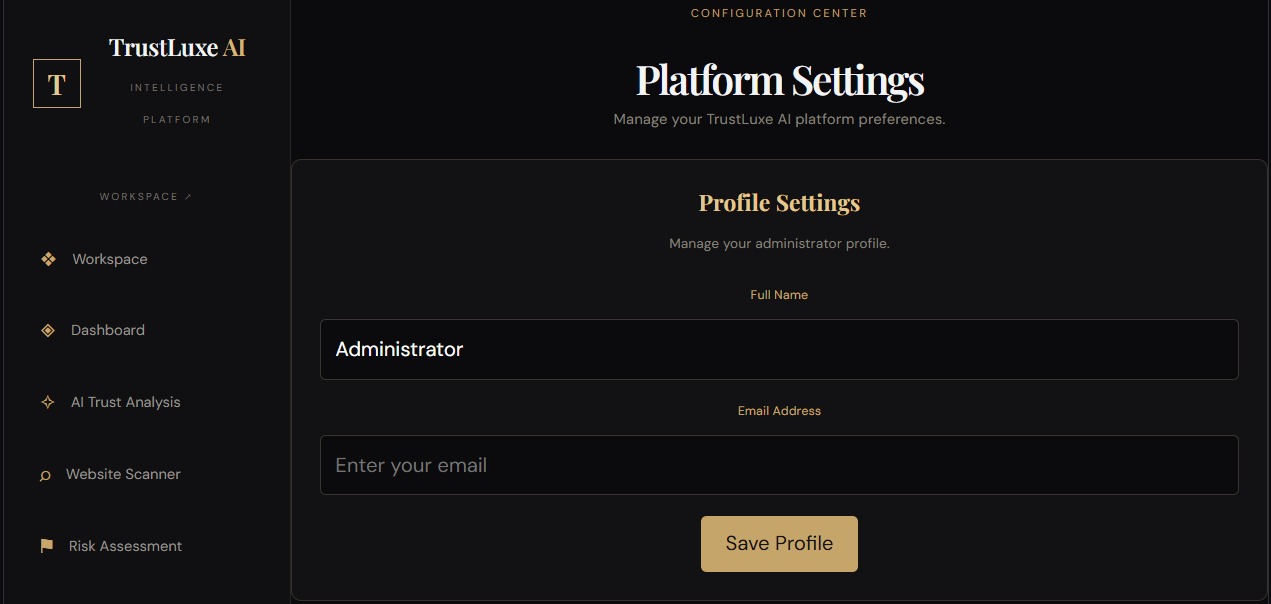 T
TrustLuxe AI
INTELLIGENCE
PLATFORM
WORKSPACE ↗
Workspace
Dashboard
AI Trust Analysis
Website Scanner
Risk Assessment
CONFIGURATION CENTER
Platform Settings
Manage your TrustLuxe AI platform preferences.
Profile Settings
Manage your administrator profile.
Full Name
Administrator
Email Address
Enter your email
Save Profile